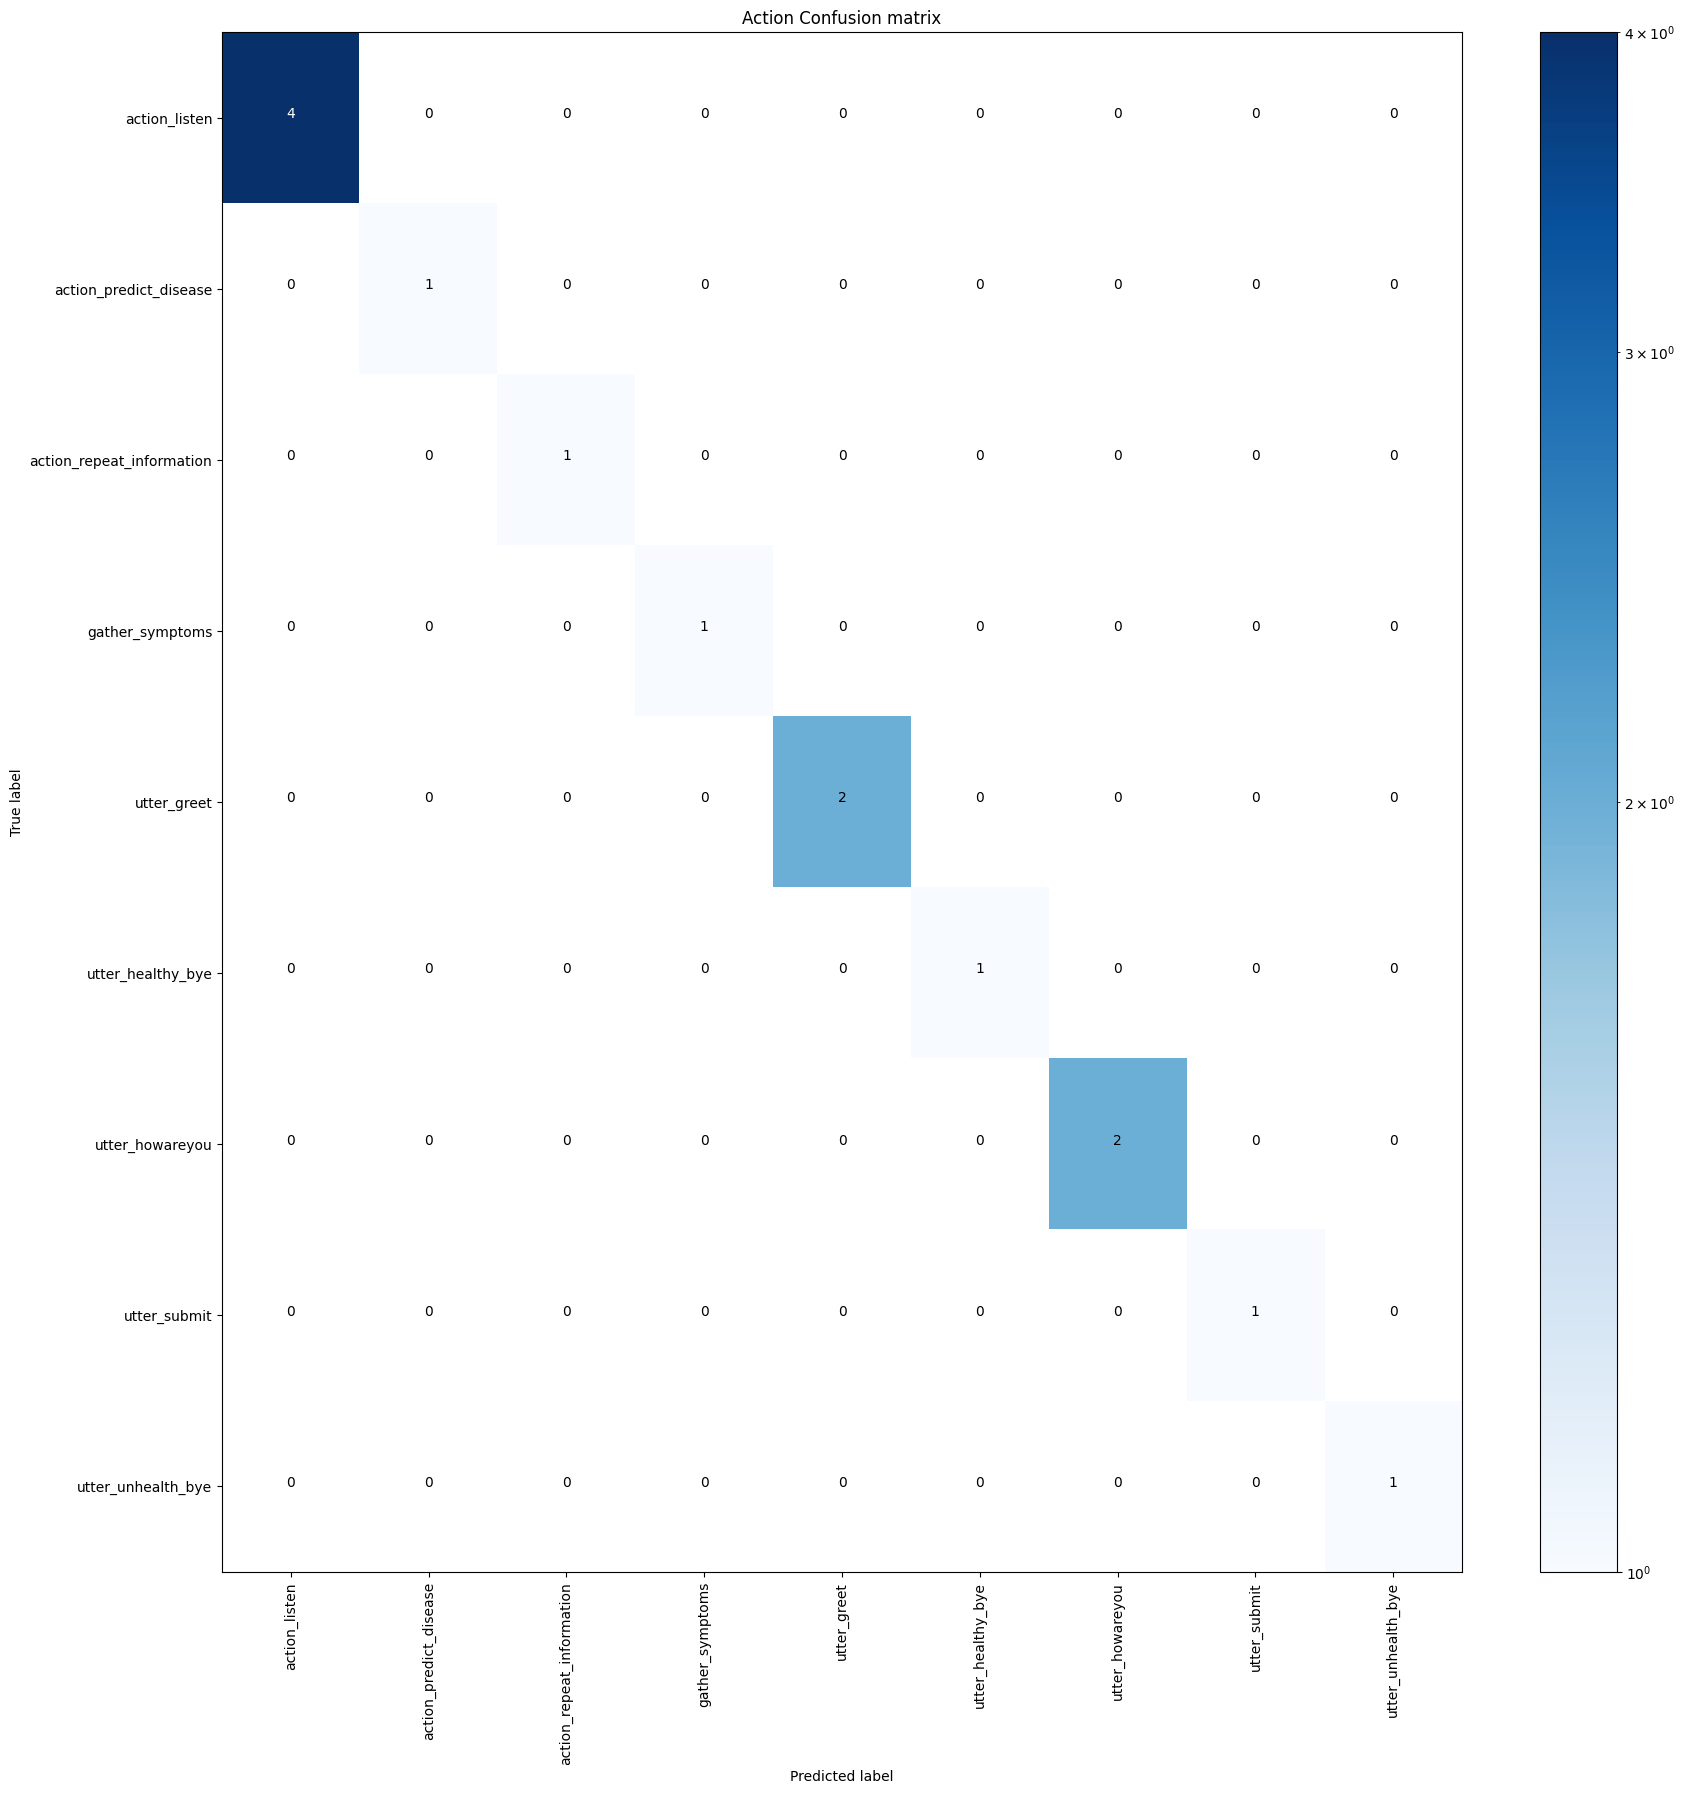 Action Confusion matrix
True label
action_listen 4 0 0 0 0 0 0 0 0
action_predict_disease 0 1 0 0 0 0 0 0 0
action_repeat_information 0 0 1 0 0 0 0 0 0
gather_symptoms 0 0 0 1 0 0 0 0 0
utter_greet 0 0 0 0 2 0 0 0 0
utter_healthy_bye 0 0 0 0 0 1 0 0 0
utter_howareyou 0 0 0 0 0 0 2 0 0
utter_submit 0 0 0 0 0 0 0 1 0
utter_unhealth_bye 0 0 0 0 0 0 0 0 1
action_listen
action_predict_disease
action_repeat_information
gather_symptoms
utter_greet
utter_healthy_bye
utter_howareyou
utter_submit
utter_unhealth_bye
Predicted label
4 × 10⁰
3 × 10⁰
2 × 10⁰
10⁰